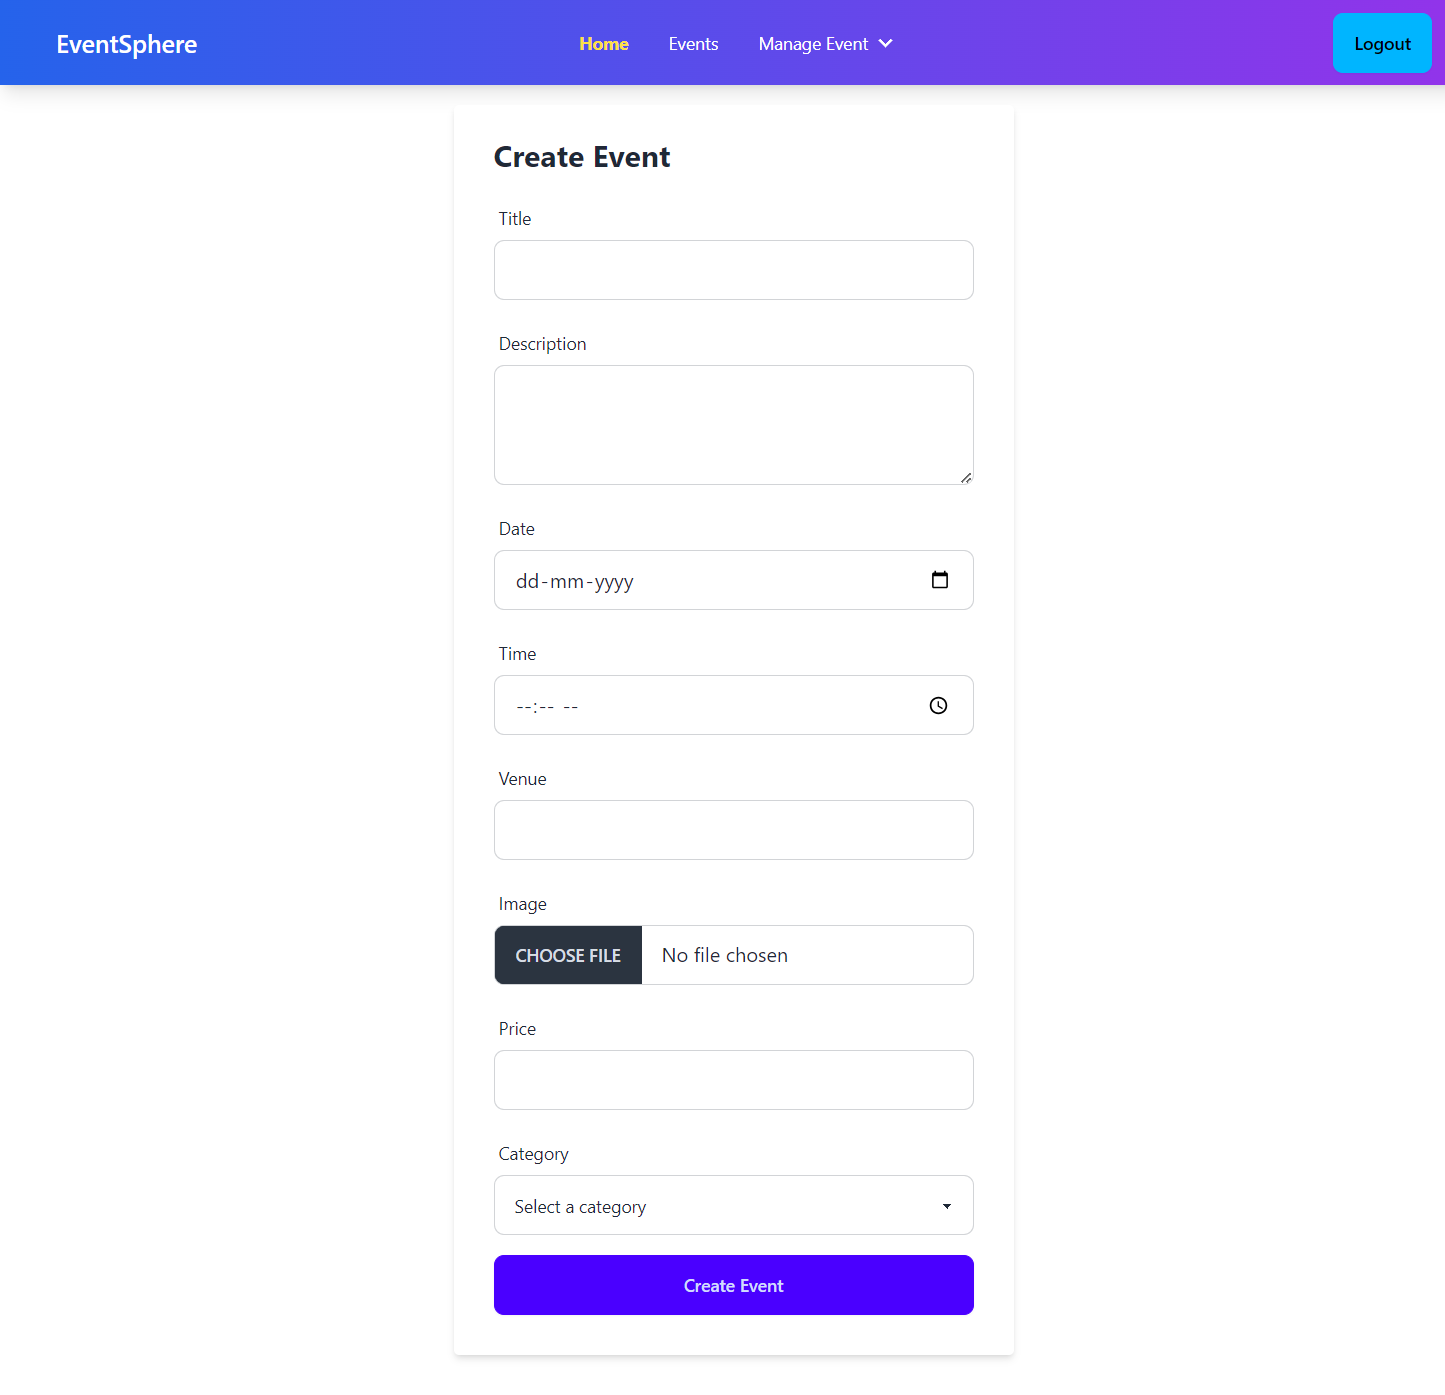 EventSphere
Home Events Manage Event
Logout
Create Event
Title
Description
Date
dd-mm-yyyy
Time
--:-- --
Venue
Image
CHOOSE FILE No file chosen
Price
Category
Select a category
Create Event